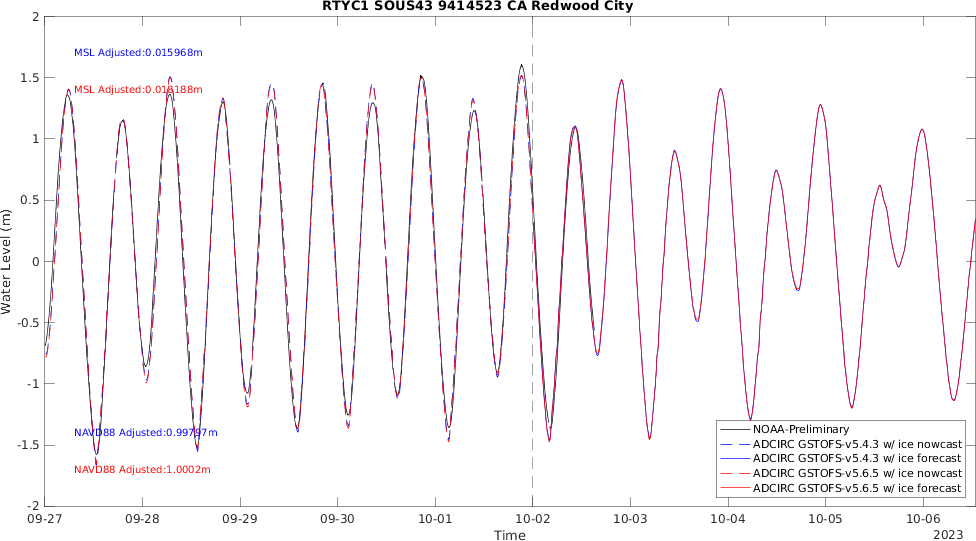 RTYC1 SOUS43 9414523 CA Redwood City
2
1.5
1
0.5
0
-0.5
-1
-1.5
-2
Water Level (m)
MSL Adjusted:0.015968m
MSL Adjusted:0.018188m
NAVD88 Adjusted:0.99797m
NAVD88 Adjusted:1.0002m
NOAA-Preliminary
ADCIRC GSTOFS-v5.4.3 w/ ice nowcast
ADCIRC GSTOFS-v5.4.3 w/ ice forecast
ADCIRC GSTOFS-v5.6.5 w/ ice nowcast
ADCIRC GSTOFS-v5.6.5 w/ ice forecast
09-27 09-28 09-29 09-30 10-01 10-02 10-03 10-04 10-05 10-06
Time
2023